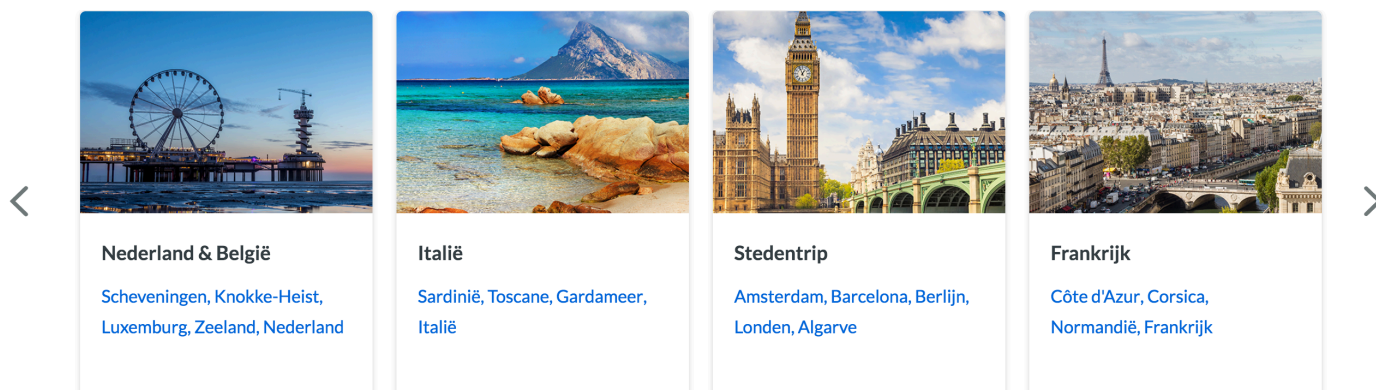 Nederland & België
Scheveningen, Knokke-Heist,
Luxemburg, Zeeland, Nederland
Italië
Sardinië, Toscane, Gardameer,
Italië
Stedentrip
Amsterdam, Barcelona, Berlijn,
Londen, Algarve
Frankrijk
Côte d'Azur, Corsica,
Normandië, Frankrijk